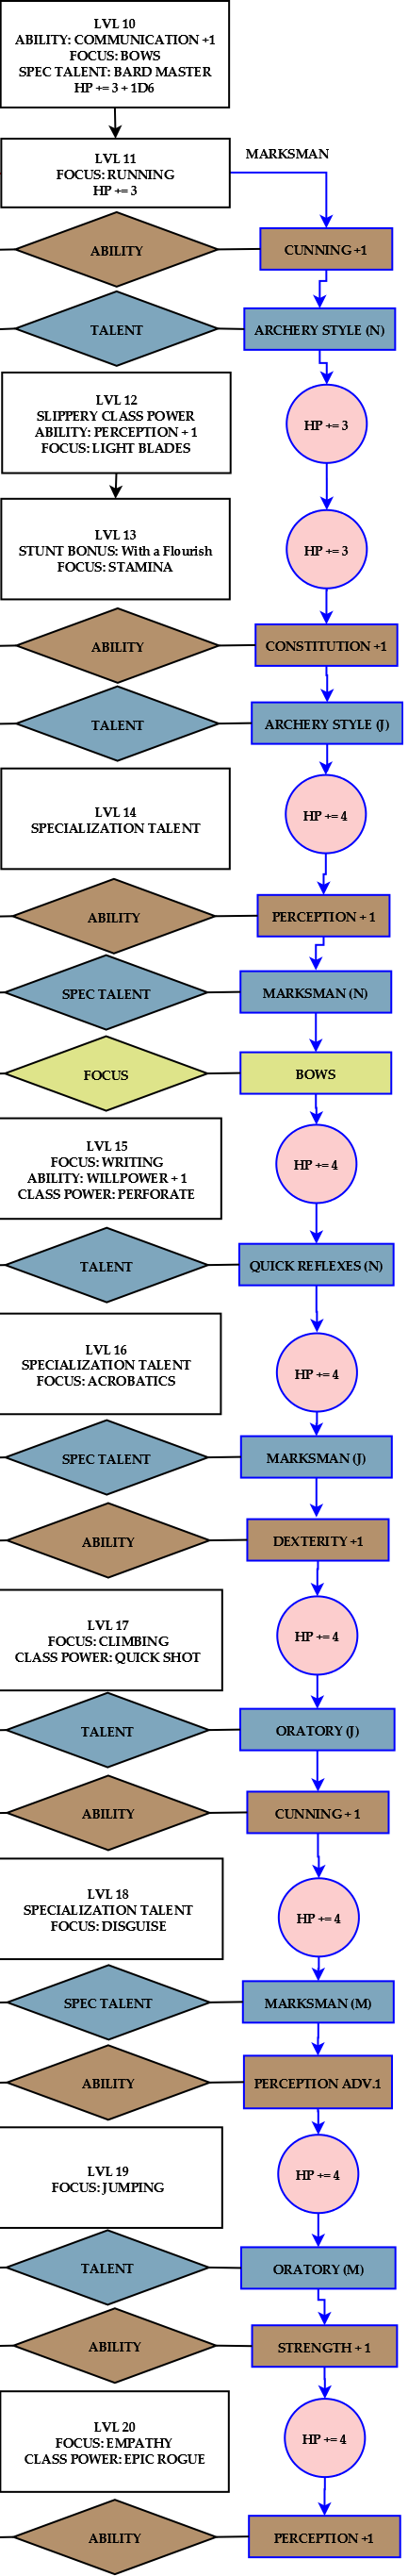 LVL 10
ABILITY: COMMUNICATION +1
FOCUS: BOWS
SPEC TALENT: BARD MASTER
HP += 3 + 1D6
LVL 11
FOCUS: RUNNING
HP += 3
MARKSMAN
ABILITY
CUNNING +1
TALENT
ARCHERY STYLE (N)
LVL 12
SLIPPERY CLASS POWER
ABILITY: PERCEPTION + 1
FOCUS: LIGHT BLADES
HP += 3
LVL 13
STUNT BONUS: With a Flourish
FOCUS: STAMINA
HP += 3
ABILITY
CONSTITUTION +1
TALENT
ARCHERY STYLE (J)
LVL 14
SPECIALIZATION TALENT
HP += 4
ABILITY
PERCEPTION + 1
SPEC TALENT
MARKSMAN (N)
FOCUS
BOWS
LVL 15
FOCUS: WRITING
ABILITY: WILLPOWER + 1
CLASS POWER: PERFORATE
HP += 4
TALENT
QUICK REFLEXES (N)
LVL 16
SPECIALIZATION TALENT
FOCUS: ACROBATICS
HP += 4
SPEC TALENT
MARKSMAN (J)
ABILITY
DEXTERITY +1
LVL 17
FOCUS: CLIMBING
CLASS POWER: QUICK SHOT
HP += 4
TALENT
ORATORY (J)
ABILITY
CUNNING + 1
LVL 18
SPECIALIZATION TALENT
FOCUS: DISGUISE
HP += 4
SPEC TALENT
MARKSMAN (M)
ABILITY
PERCEPTION ADV.1
LVL 19
FOCUS: JUMPING
HP += 4
TALENT
ORATORY (M)
ABILITY
STRENGTH + 1
LVL 20
FOCUS: EMPATHY
CLASS POWER: EPIC ROGUE
HP += 4
ABILITY
PERCEPTION +1